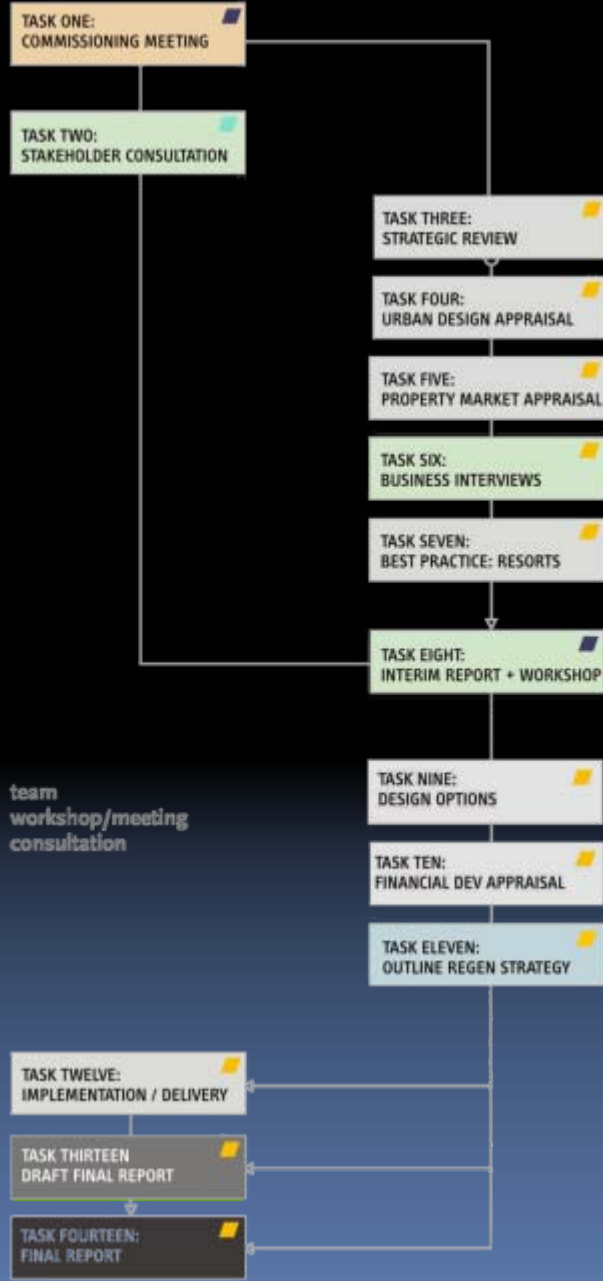 TASK ONE:
COMMISSIONING MEETING
TASK TWO:
STAKEHOLDER CONSULTATION
TASK THREE:
STRATEGIC REVIEW
TASK FOUR:
URBAN DESIGN APPRAISAL
TASK FIVE:
PROPERTY MARKET APPRAISAL
TASK SIX:
BUSINESS INTERVIEWS
TASK SEVEN:
BEST PRACTICE: RESORTS
TASK EIGHT:
INTERIM REPORT + WORKSHOP
team
workshop/meeting
consultation
TASK NINE:
DESIGN OPTIONS
TASK TEN:
FINANCIAL DEV APPRAISAL
TASK ELEVEN:
OUTLINE REGEN STRATEGY
TASK TWELVE:
IMPLEMENTATION / DELIVERY
TASK THIRTEEN
DRAFT FINAL REPORT
TASK FOURTEEN:
FINAL REPORT